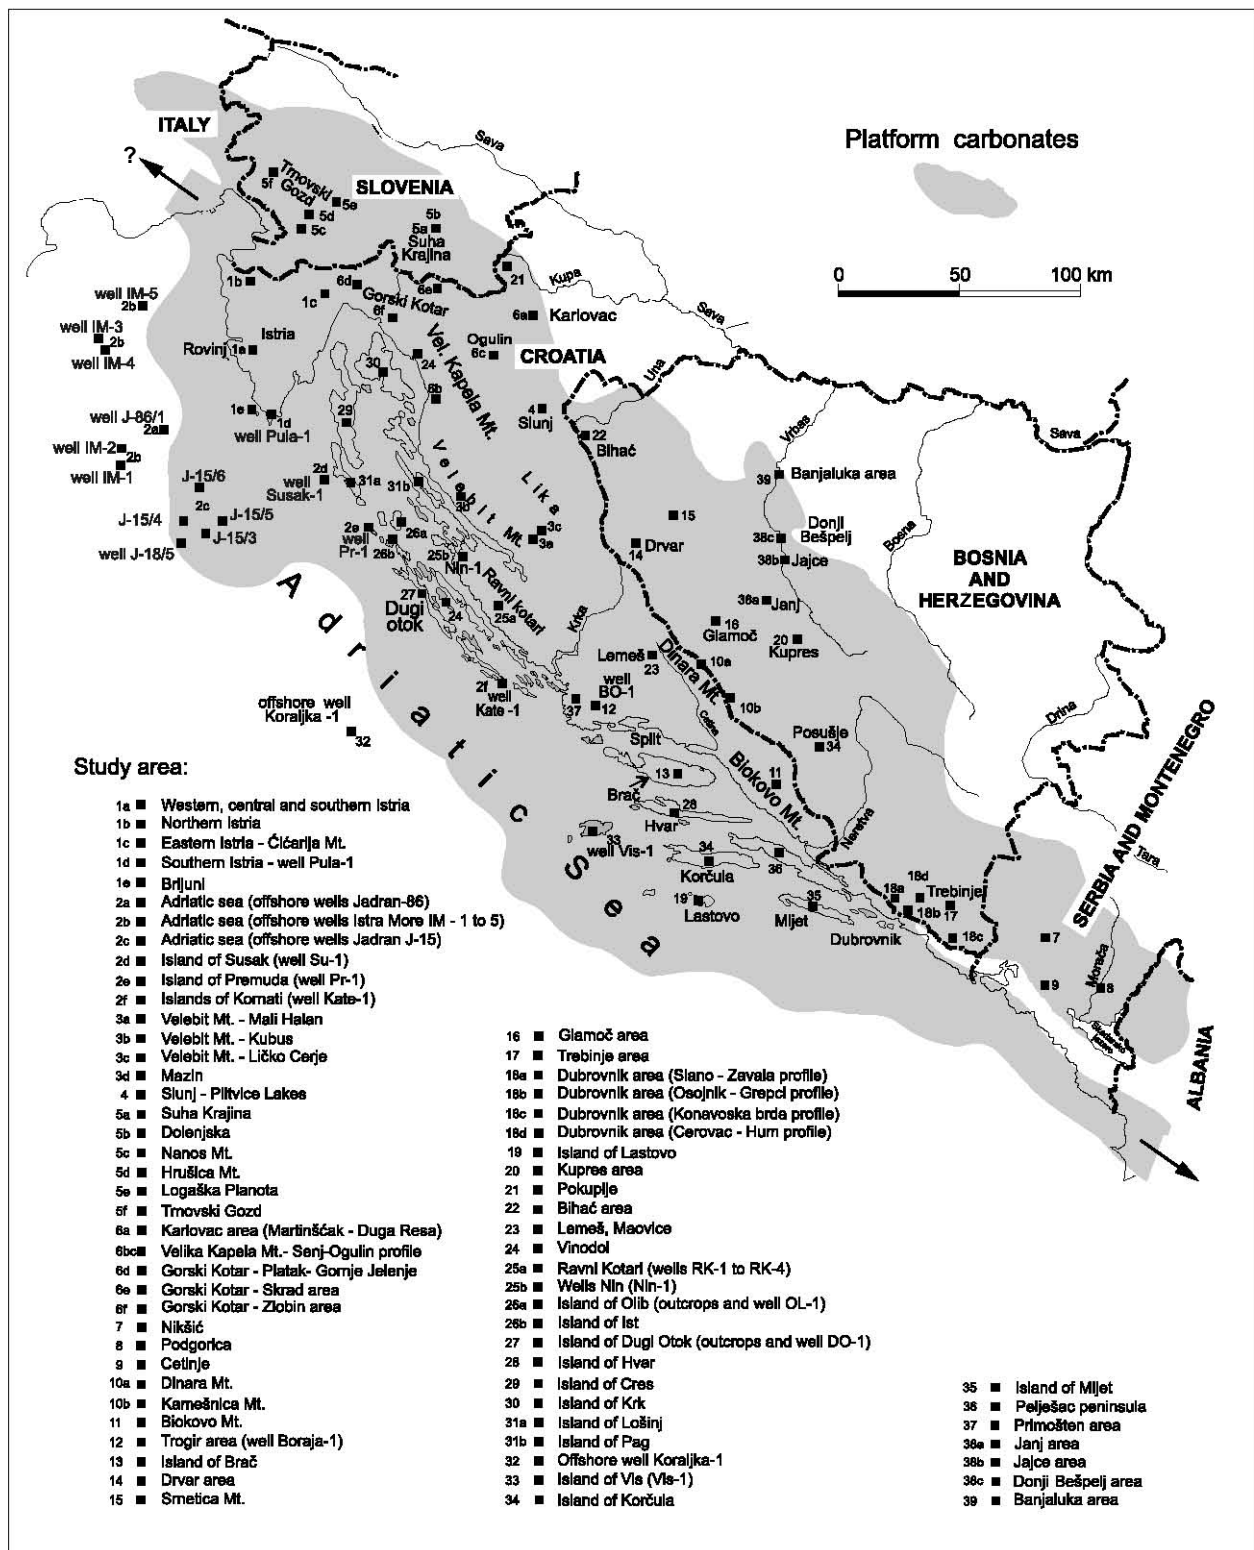 ITALY
?
Trnovski
Gozd
5f
5e
5d
5c
SLOVENIA
5b
5a
Suha
Krajina
Sava
Platform carbonates
0 50 100 km
Kupa
Sava
21
1b
1c
6d
Gorski Kotar
6e
6f
6a
Karlovac
well IM-5
2b
well IM-3
2b
well IM-4
Istria
Rovinj 1a
Ogulin
6c
CROATIA
Vel. Kapela Mt.
24
30
6b
Una
1e
1d
well Pula-1
29
4
Slunj
22
Bihać
Vrbas
Sava
well J-86/1
2a
well IM-2
2b
well IM-1
J-15/6
2c
J-15/4
J-15/5
J-15/3
well J-18/5
2d
well
Susak-1
31a
31b
Velebit Mt.
3b
Lika
3c
3a
39
Banjaluka area
15
Drvar
14
Donji
Bešpelj
38c
38b
Jajce
Bosna
BOSNIA
AND
HERZEGOVINA
2e
well
Pr-1
26a
26b
25b
Nin-1
Ravni kotari
27
Dugi
otok
24
25a
Krka
38a
Janj
16
Glamoč
20
Kupres
Adriatic Sea
Lemeš
23
Dinara Mt.
10a
10b
well
BO-1
12
37
2f
well
Kate -1
offshore well
Koraljka -1
32
Cetina
Posušje
34
Drina
Split
13
Brač
11
Biokovo Mt.
28
Hvar
33
well Vis-1
34
Korčula
36
Neretva
19
Lastovo
35
Mljet
Dubrovnik
18a
18d
18b
Trebinje
17
18c
SERBIA AND MONTENEGRO
Tara
7
9
Morača
8
Skadarsko
jezero
ALBANIA
Study area:
1a Western, central and southern Istria
1b Northern Istria
1c Eastern Istria - Ćićarija Mt.
1d Southern Istria - well Pula-1
1e Brijuni
2a Adriatic sea (offshore wells Jadran-86)
2b Adriatic sea (offshore wells Istra More IM - 1 to 5)
2c Adriatic sea (offshore wells Jadran J-15)
2d Island of Susak (well Su-1)
2e Island of Premuda (well Pr-1)
2f Islands of Kornati (well Kate-1)
3a Velebit Mt. - Mali Halan
3b Velebit Mt. - Kubus
3c Velebit Mt. - Ličko Cerje
3d Mazin
4 Slunj - Plitvice Lakes
5a Suha Krajina
5b Dolenjska
5c Nanos Mt.
5d Hrušica Mt.
5e Logaška Planota
5f Trnovski Gozd
6a Karlovac area (Martinšćak - Duga Resa)
6bc Velika Kapela Mt.- Senj-Ogulin profile
6d Gorski Kotar - Platak- Gornje Jelenje
6e Gorski Kotar - Skrad area
6f Gorski Kotar - Zlobin area
7 Nikšić
8 Podgorica
9 Cetinje
10a Dinara Mt.
10b Kamešnica Mt.
11 Biokovo Mt.
12 Trogir area (well Boraja-1)
13 Island of Brač
14 Drvar area
15 Srnetica Mt.
16 Glamoč area
17 Trebinje area
18a Dubrovnik area (Slano - Zavala profile)
18b Dubrovnik area (Osojnik - Grepci profile)
18c Dubrovnik area (Konavoska brda profile)
18d Dubrovnik area (Cerovac - Hum profile)
19 Island of Lastovo
20 Kupres area
21 Pokuplje
22 Bihać area
23 Lemeš, Maovice
24 Vinodol
25a Ravni Kotari (wells RK-1 to RK-4)
25b Wells Nin (Nin-1)
26a Island of Olib (outcrops and well OL-1)
26b Island of Ist
27 Island of Dugi Otok (outcrops and well DO-1)
28 Island of Hvar
29 Island of Cres
30 Island of Krk
31a Island of Lošinj
31b Island of Pag
32 Offshore well Koraljka-1
33 Island of Vis (Vis-1)
34 Island of Korčula
35 Island of Mljet
36 Pelješac peninsula
37 Primošten area
38a Janj area
38b Jajce area
38c Donji Bešpelj area
39 Banjaluka area